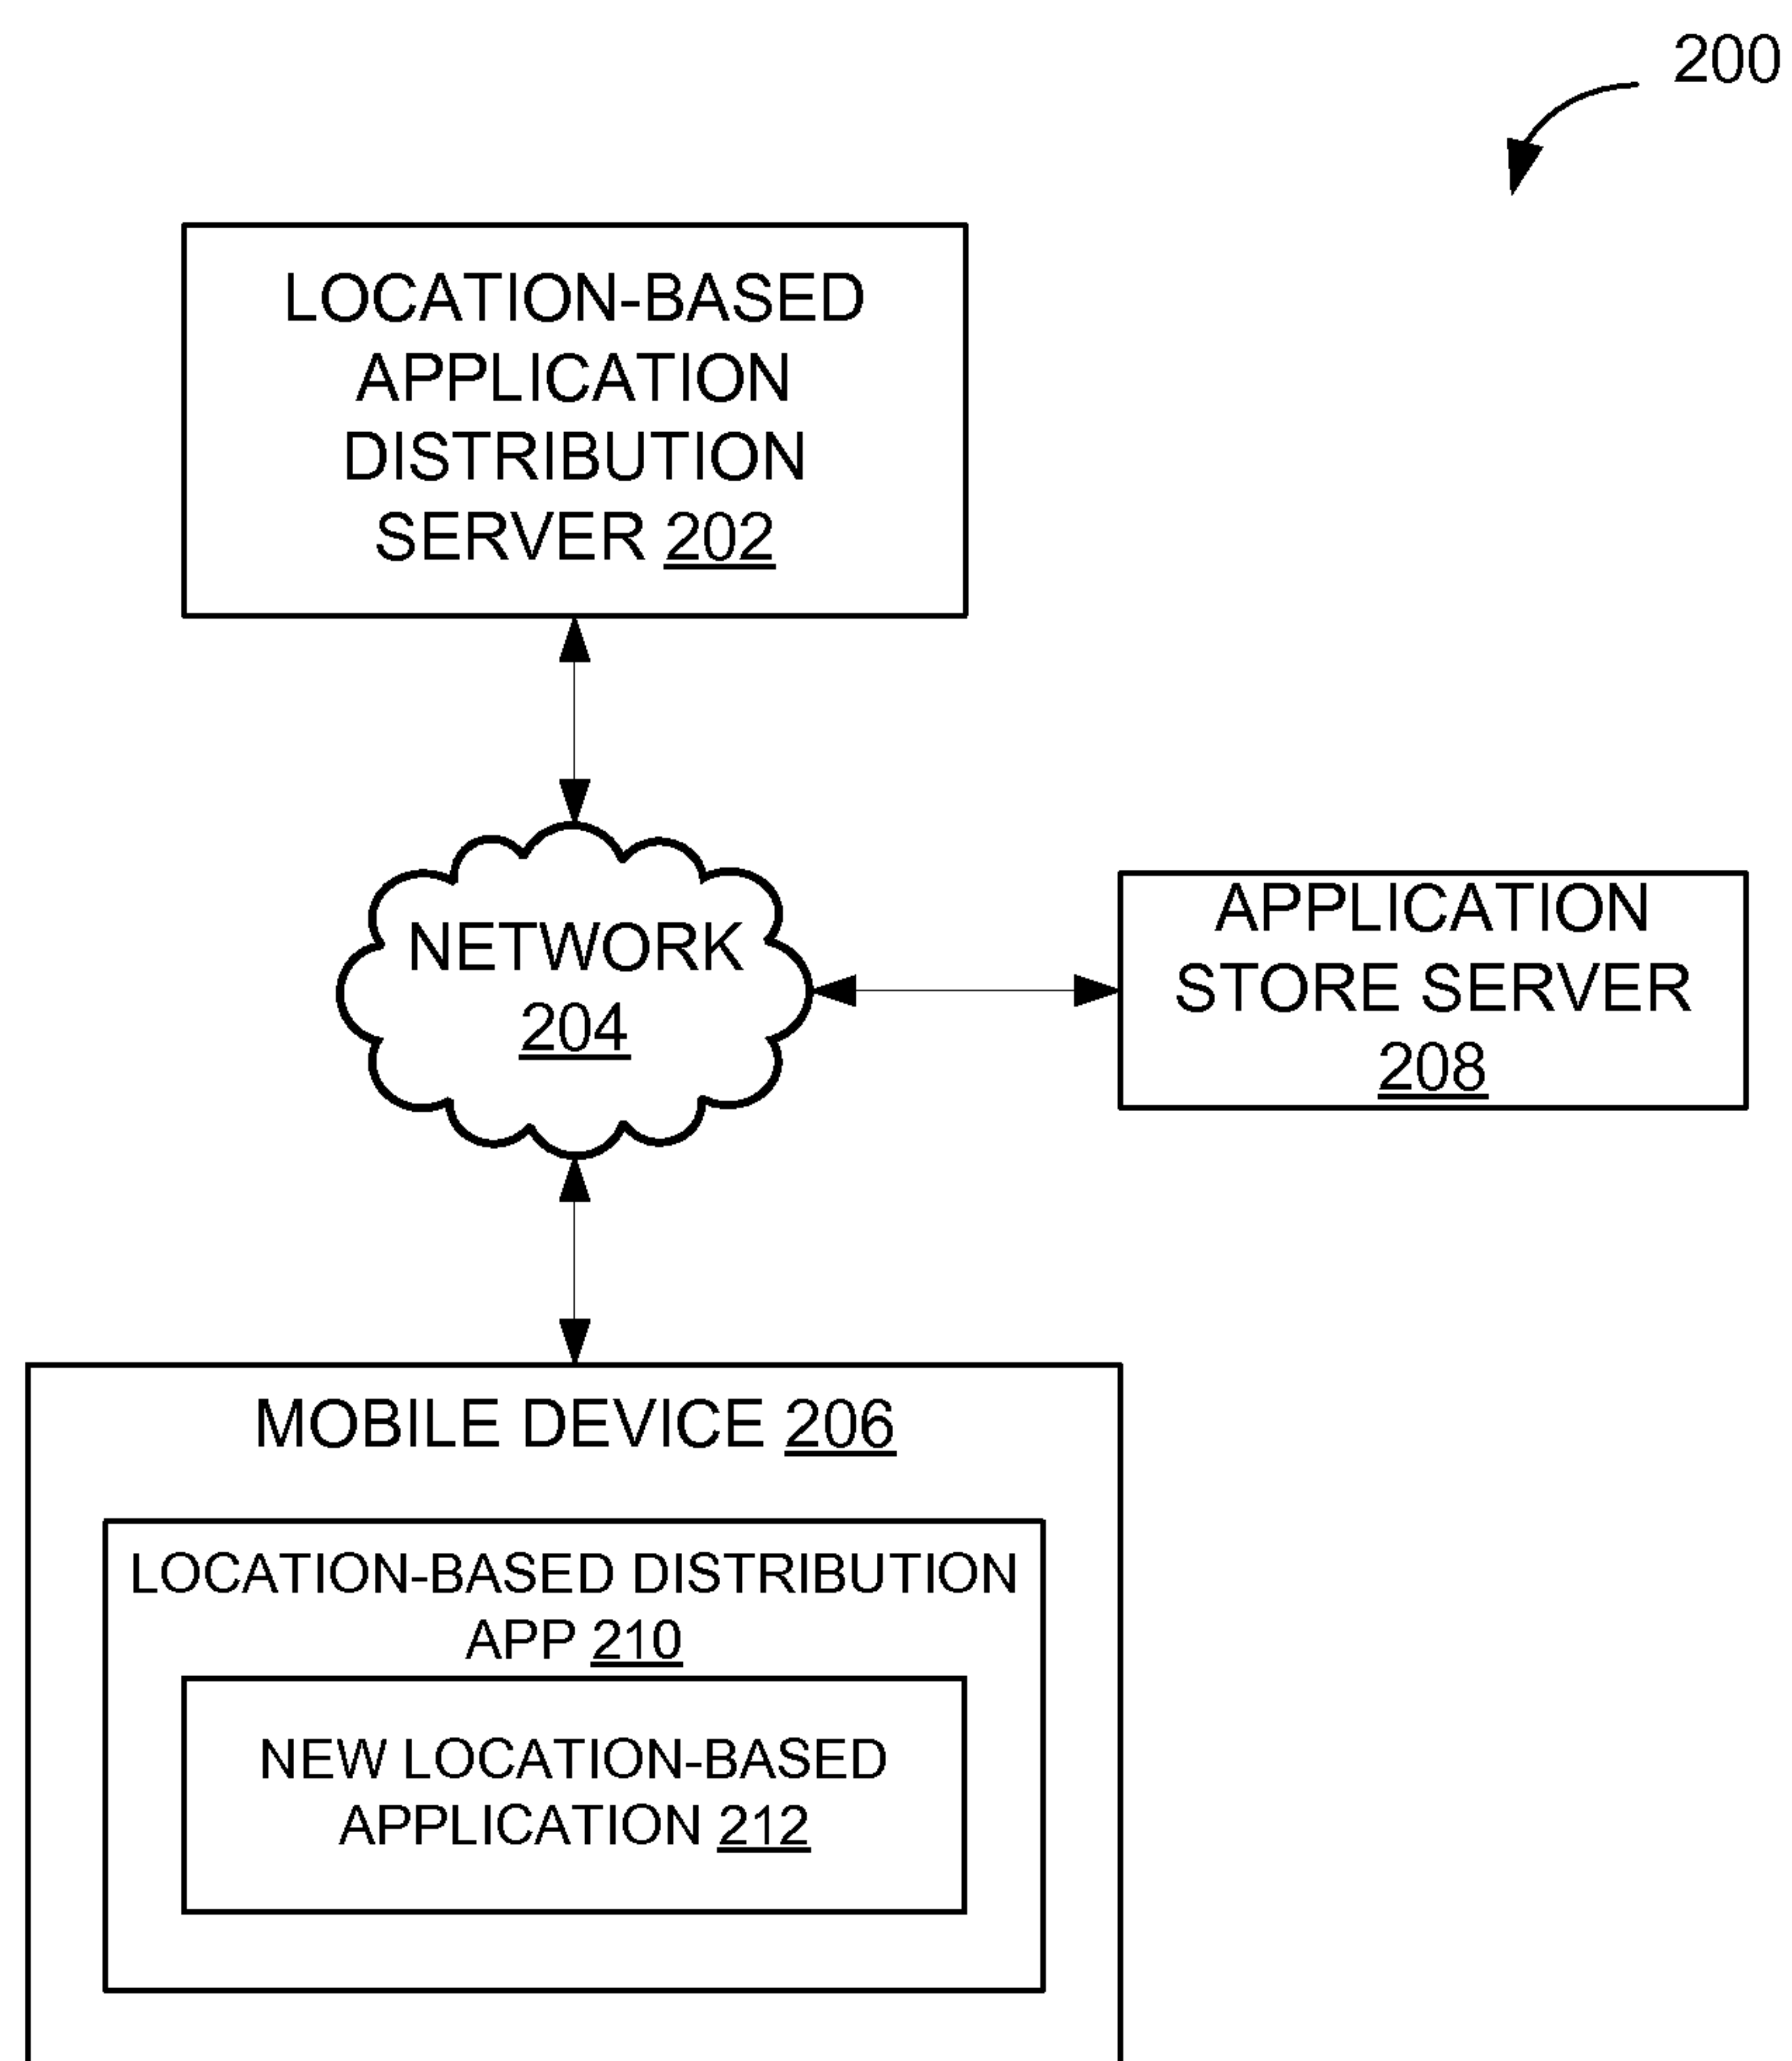 200
LOCATION-BASED
APPLICATION
DISTRIBUTION
SERVER 202
NETWORK
204
APPLICATION
STORE SERVER
208
MOBILE DEVICE 206
LOCATION-BASED DISTRIBUTION
APP 210
NEW LOCATION-BASED
APPLICATION 212